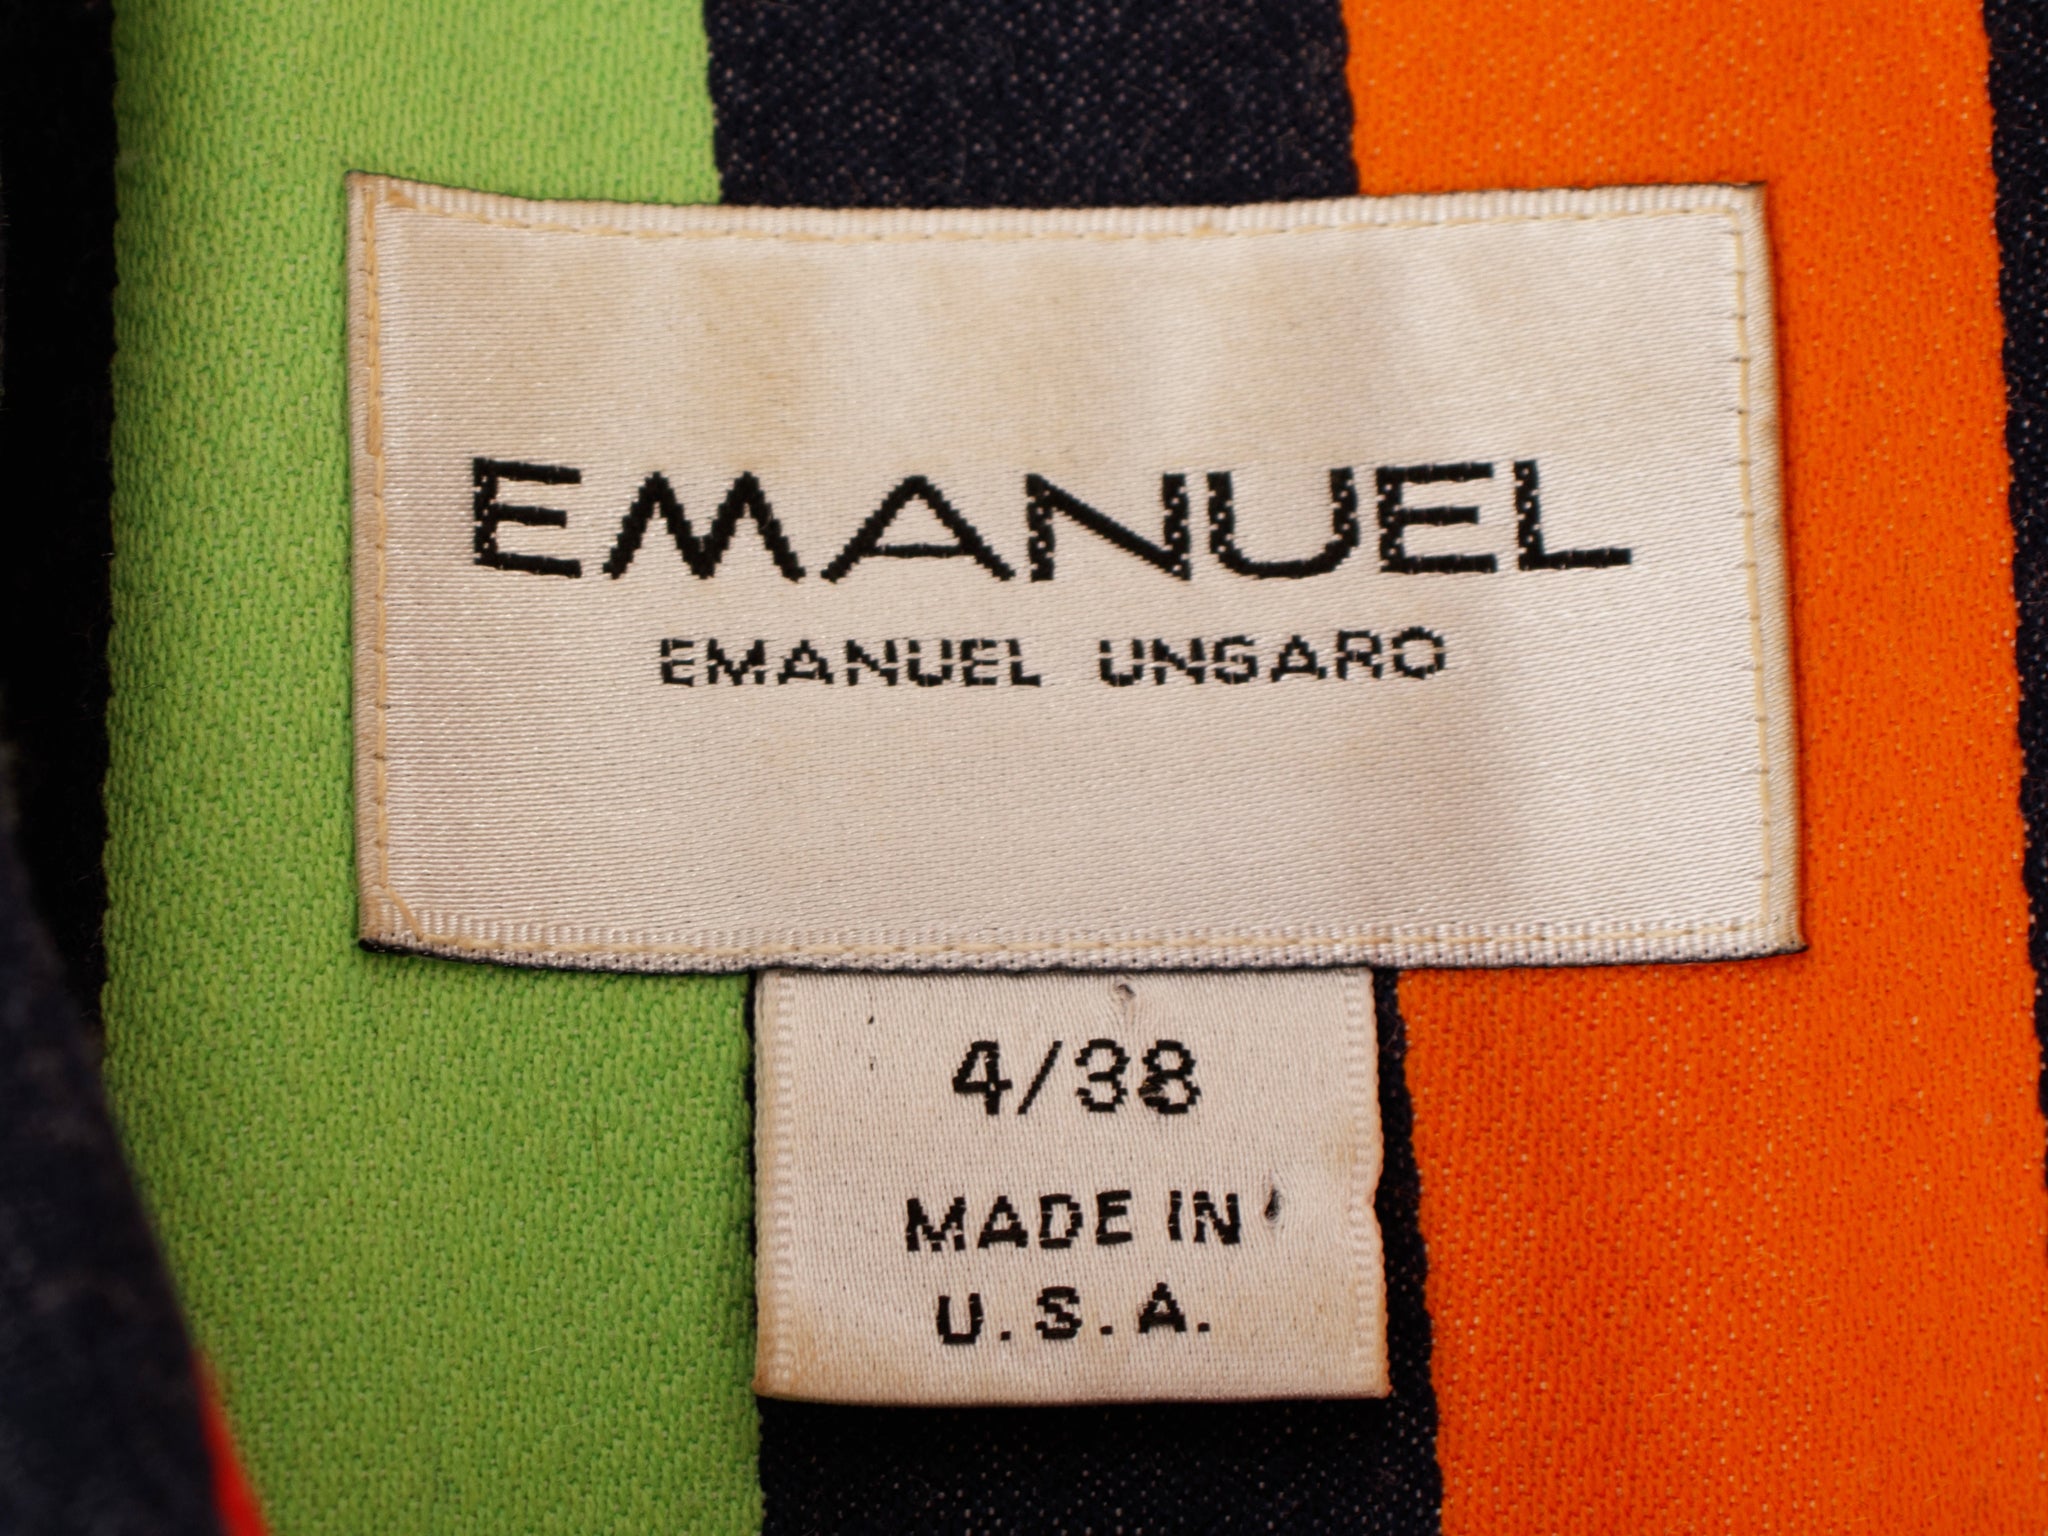 EMANUEL
EMANUEL UNGARO
4/38
MADE IN
U.S.A.